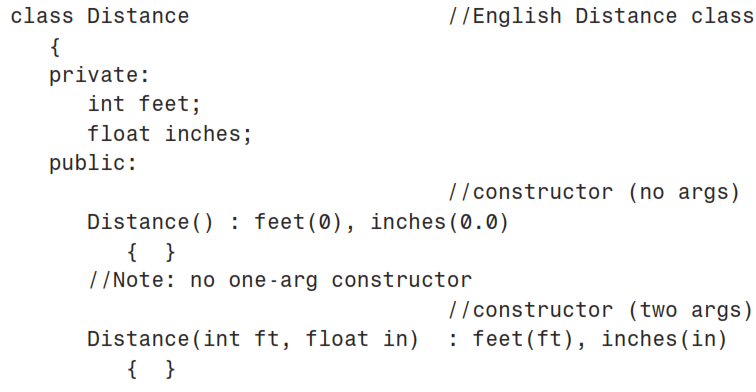 class Distance                    //English Distance class
   {
   private:
      int feet;
      float inches;
   public:
                                  //constructor (no args)
      Distance() : feet(0), inches(0.0)
         {  }
      //Note: no one-arg constructor
                                  //constructor (two args)
      Distance(int ft, float in)  : feet(ft), inches(in)
         {  }